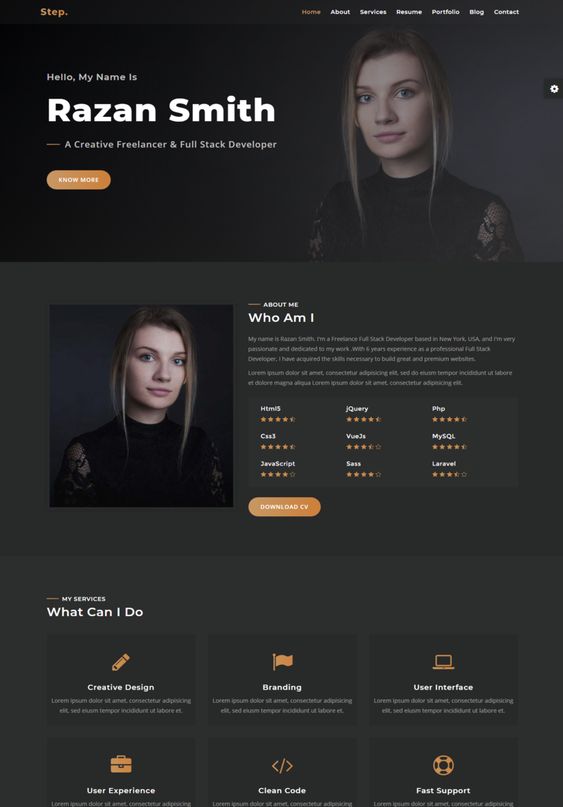 Step.
Home About Services Resume Portfolio Blog Contact
Hello, My Name Is
Razan Smith
A Creative Freelancer & Full Stack Developer
KNOW MORE
ABOUT ME
Who Am I
My name is Razan Smith. I'm a Freelance Full Stack Developer based in New York, USA, and I'm very
passionate and dedicated to my work .With 6 years experience as a professional Full Stack
Developer, I have acquired the skills necessary to build great and premium websites.
Lorem ipsum dolor sit amet, consectetur adipisicing elit, sed do eiusm tempor incididunt ut labore
et dolore magna aliqua Lorem ipsum dolor sit amet, consectetur adipisicing elit.
Html5 jQuery Php
Css3 VueJs MySQL
JavaScript Sass Laravel
DOWNLOAD CV
MY SERVICES
What Can I Do
Creative Design
Lorem ipsum dolor sit amet, consectetur adipisicing
elit, sed eiusm tempor incididunt ut labore et.
Branding
Lorem ipsum dolor sit amet, consectetur adipisicing
elit, sed eiusm tempor incididunt ut labore et.
User Interface
Lorem ipsum dolor sit amet, consectetur adipisicing
elit, sed eiusm tempor incididunt ut labore et.
User Experience
Lorem ipsum dolor sit amet, consectetur adipisicing
Clean Code
Lorem ipsum dolor sit amet, consectetur adipisicing
Fast Support
Lorem ipsum dolor sit amet, consectetur adipisicing